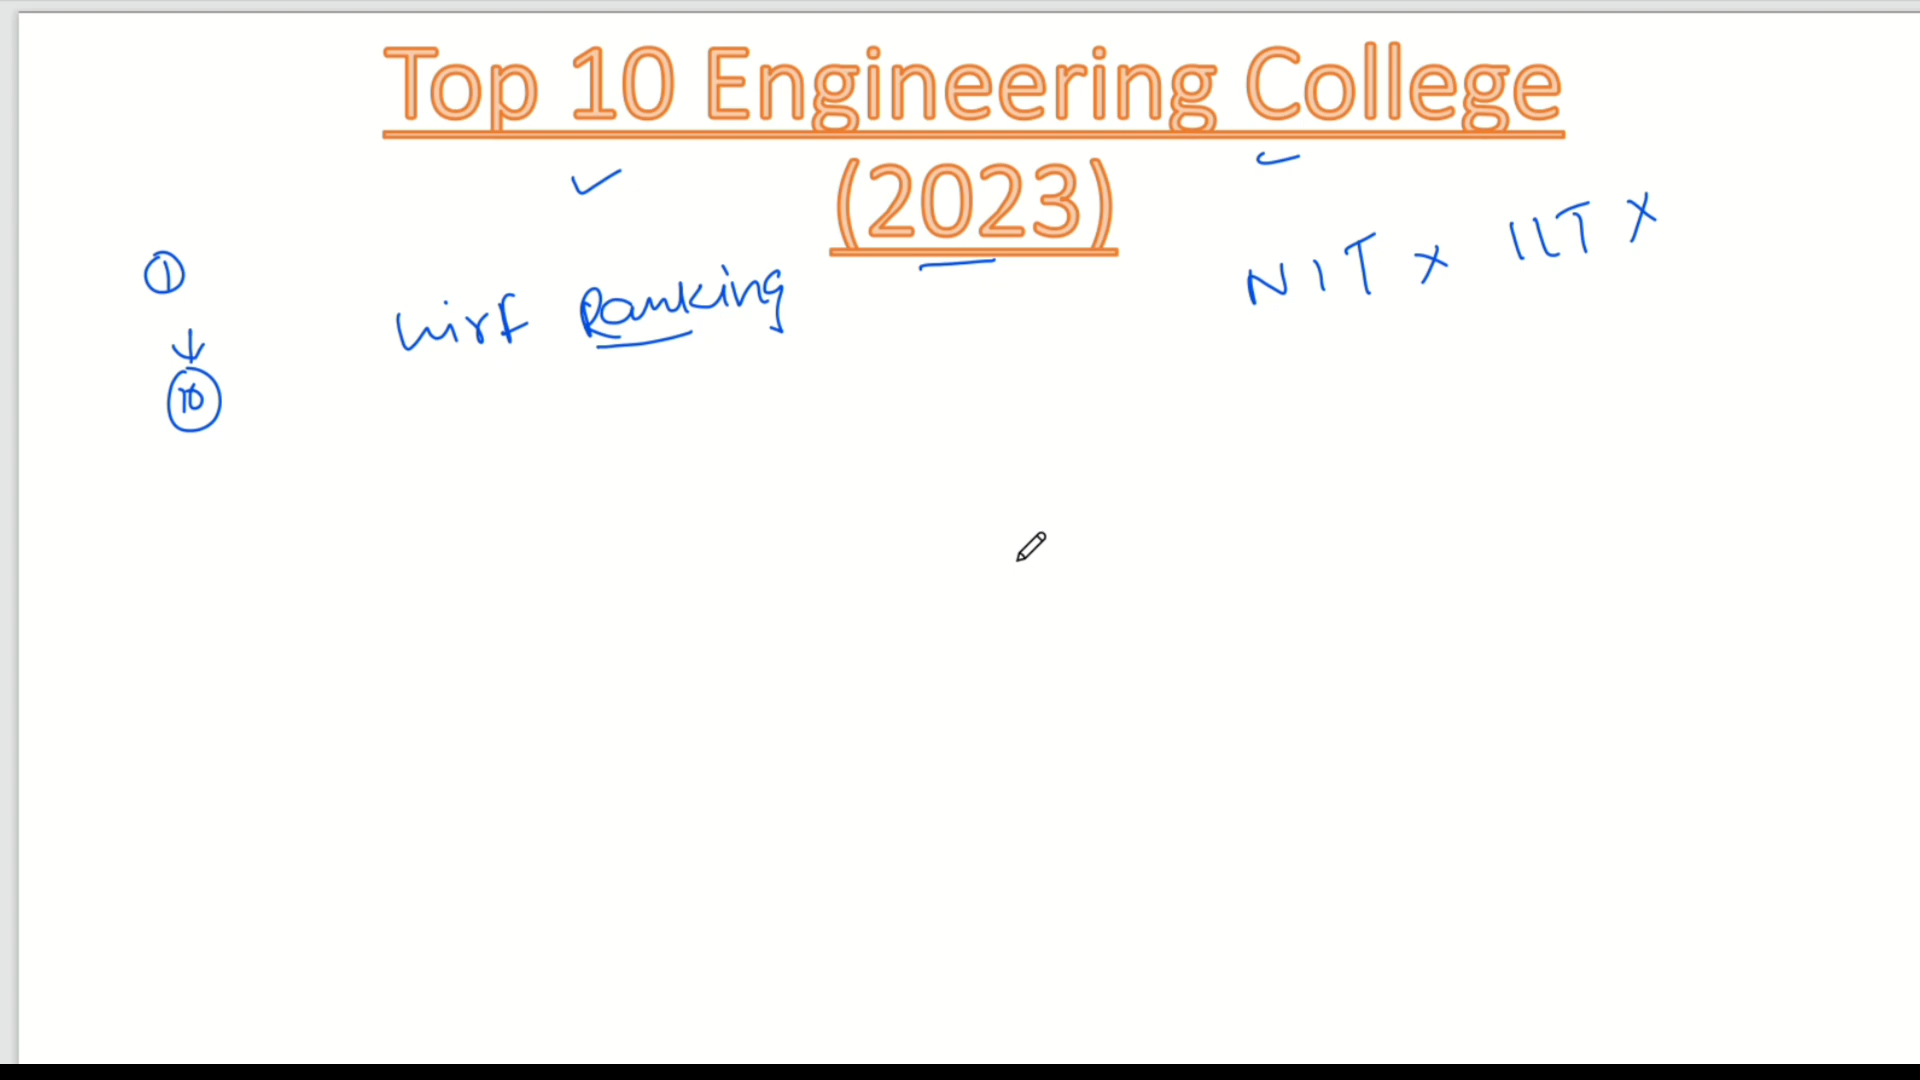 Top 10 Engineering College
(2023)
NIT x IIT x
①
nirf Ranking
↓
⑩